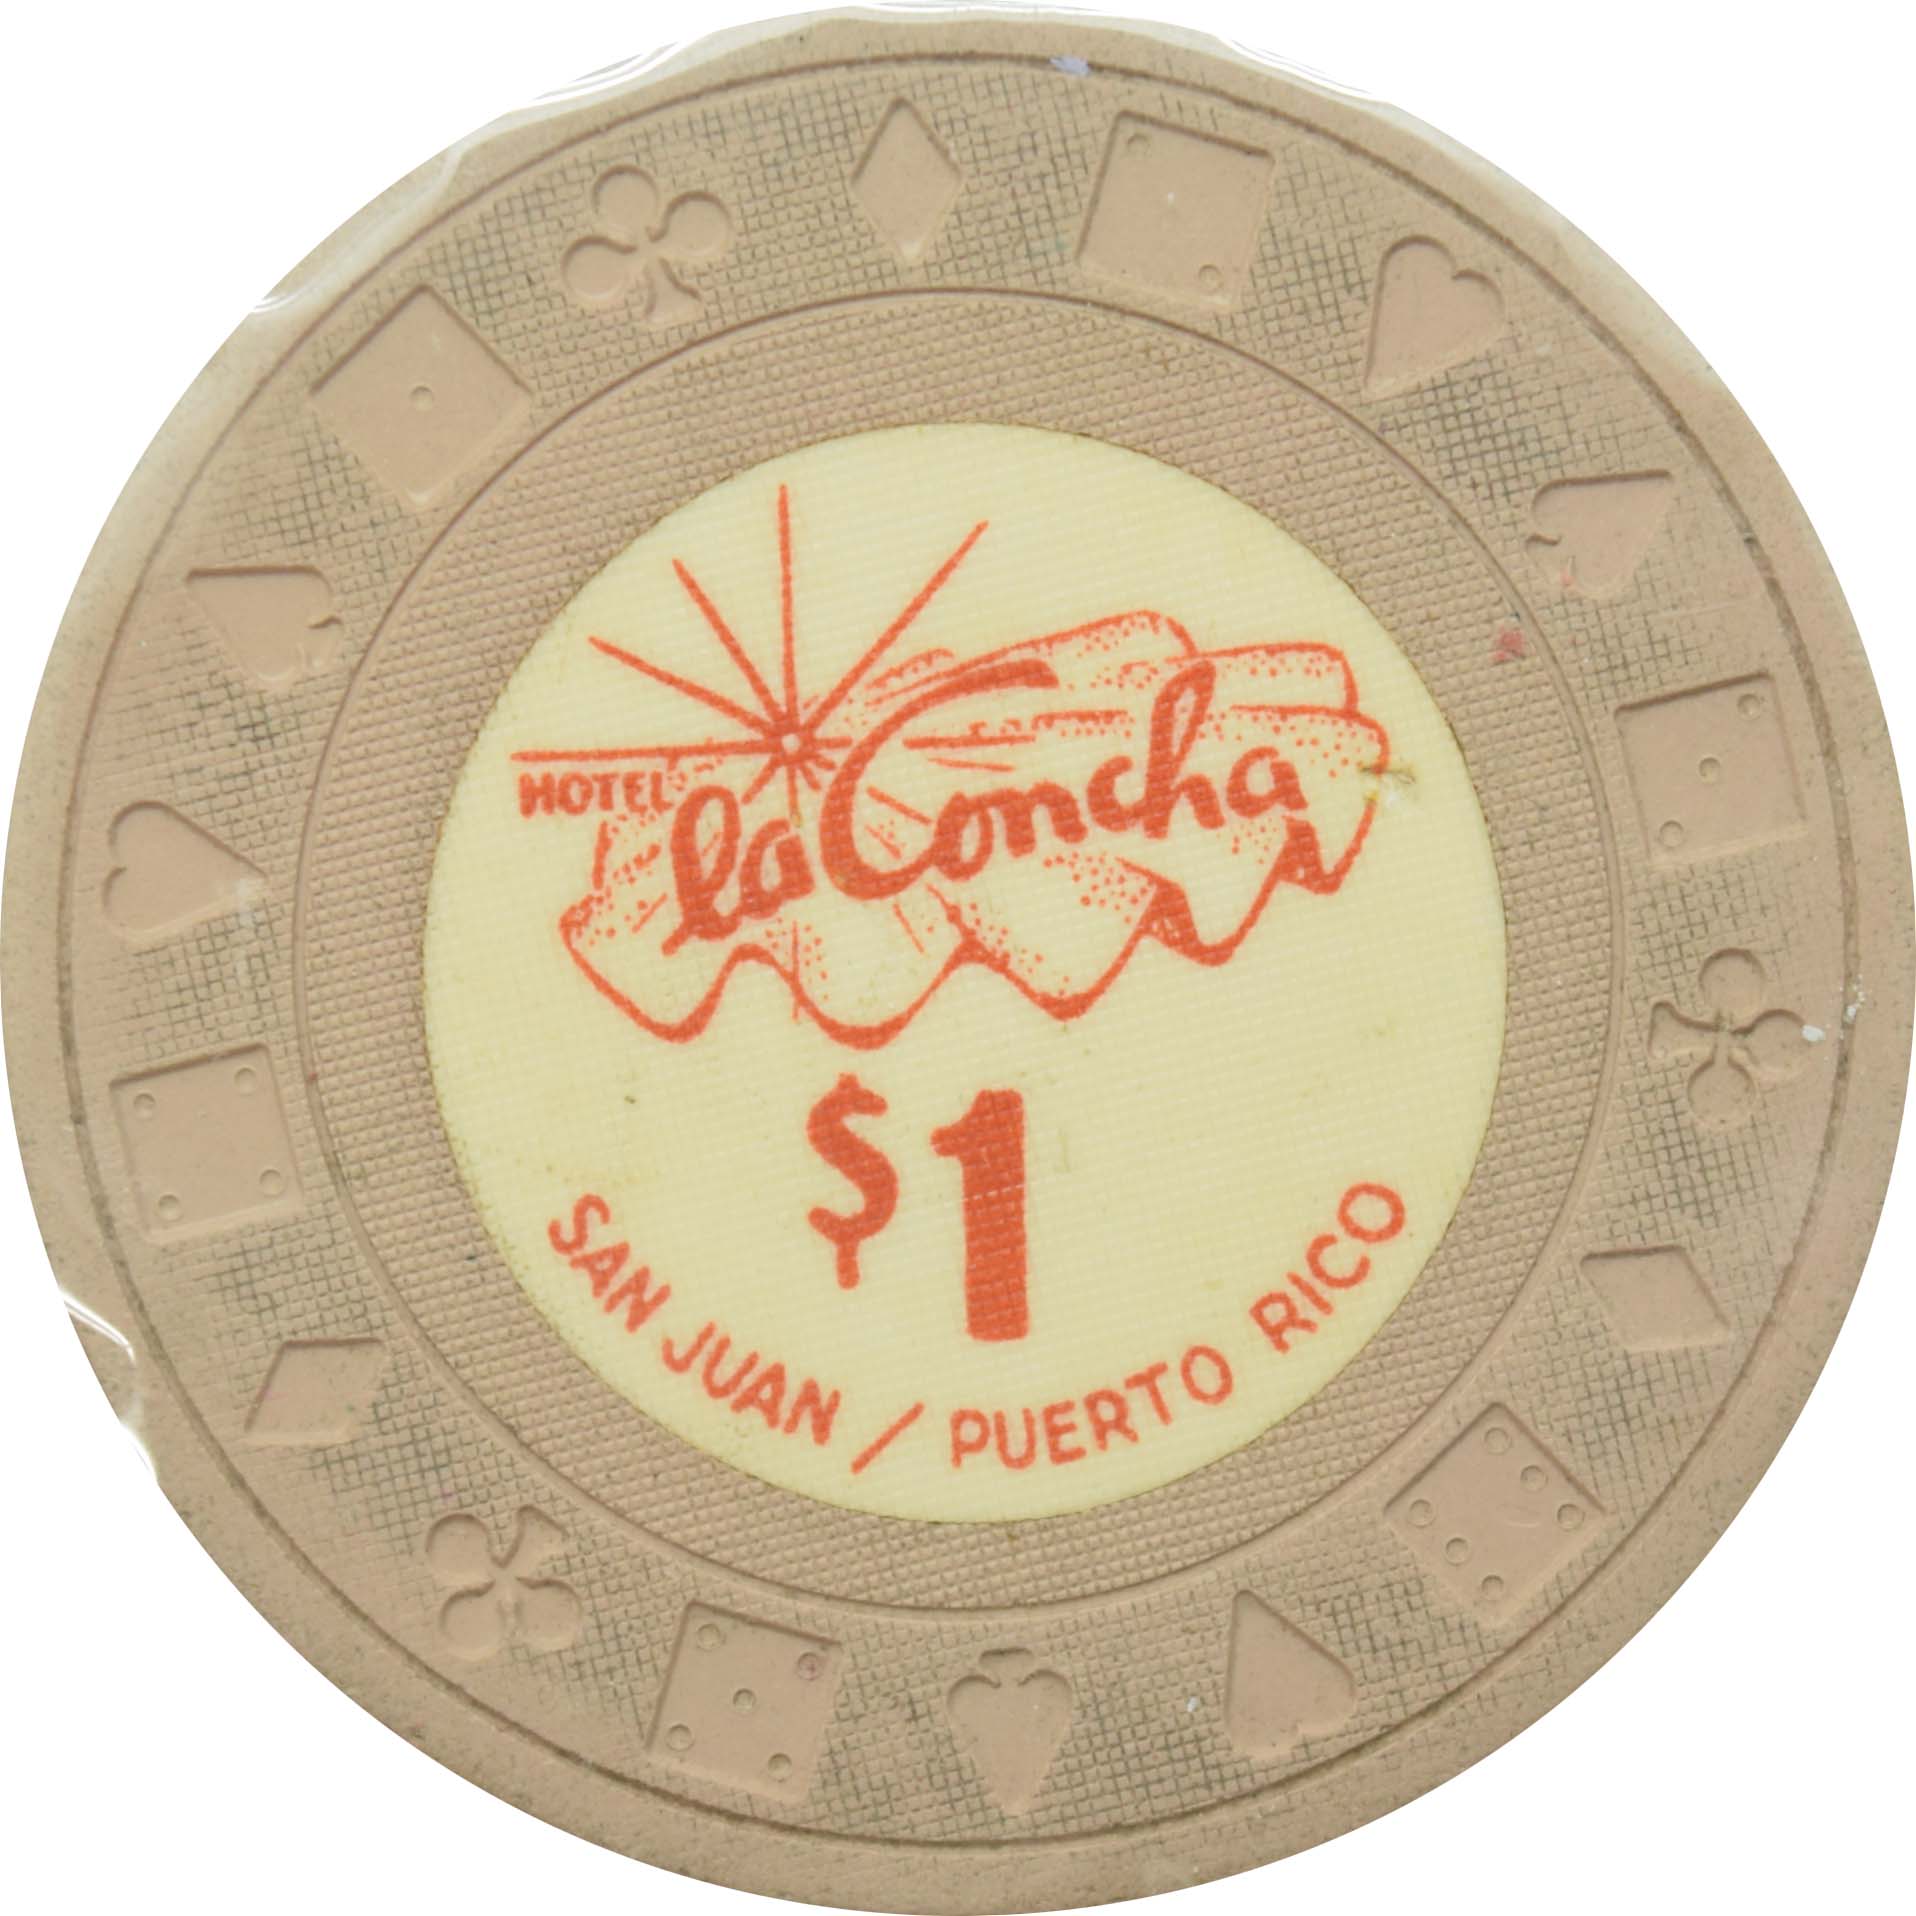 HOTEL
la Concha
$1
SAN JUAN / PUERTO RICO